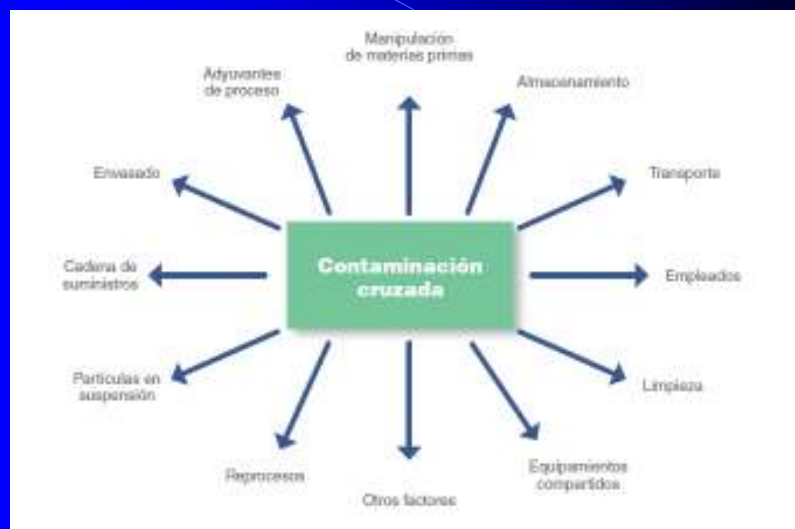 Manipulación
de materias primas
Adyuvantes
de proceso
Almacenamiento
Envasado
Transporte
Contaminación
cruzada
Cadena de
suministros
Empleados
Partículas en
suspensión
Limpieza
Reprocesos
Equipamientos
compartidos
Otros factores